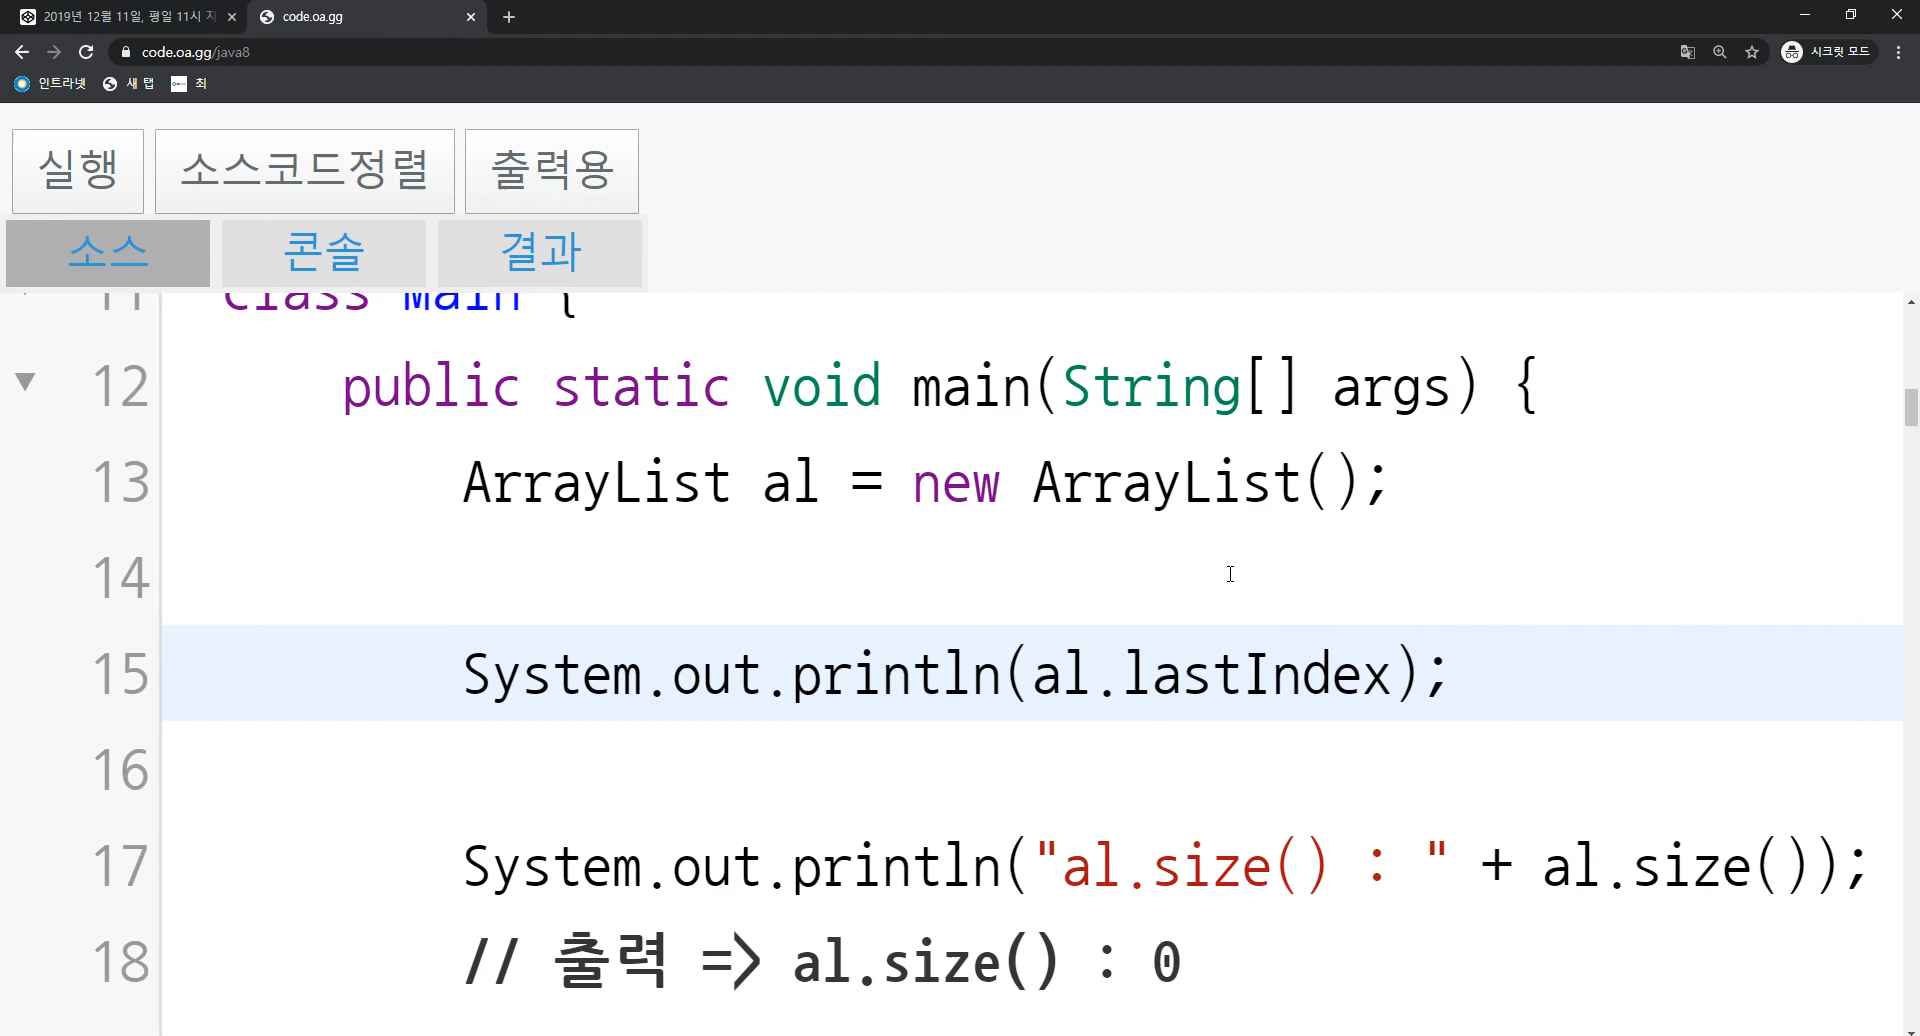 2019년 12월 11일, 평일 11시 자
code.oa.gg
code.oa.gg/java8
시크릿 모드
인트라넷
새 탭
최
실행
소스코드정렬
출력용
소스
콘솔
결과
11 class Main {
12 public static void main(String[] args) {
13 ArrayList al = new ArrayList();
14
15 System.out.println(al.lastIndex);
16
17 System.out.println("al.size() : " + al.size());
18 // 출력 => al.size() : 0